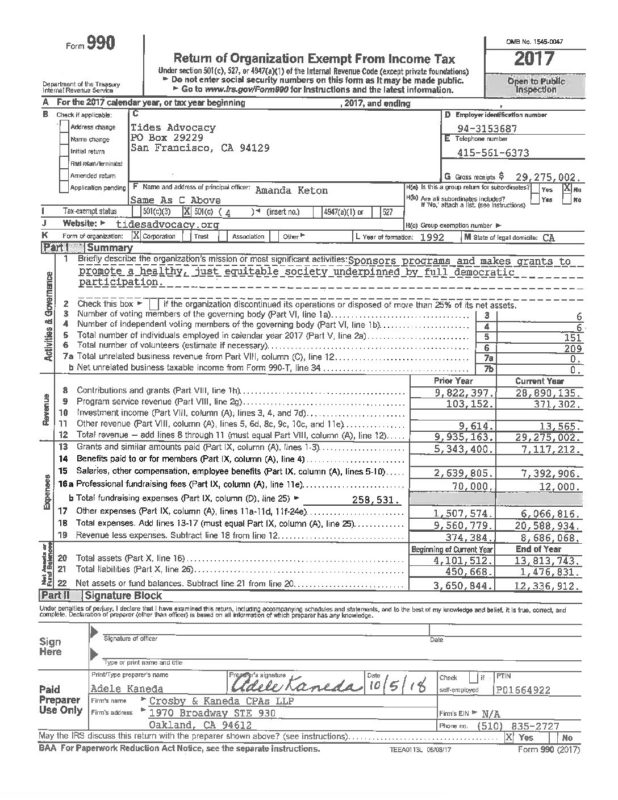 Form 990
OMB No. 1545-0047
Return of Organization Exempt From Income Tax
2017
Under section 501(c), 527, or 4947(a)(1) of the Internal Revenue Code (except private foundations)
► Do not enter social security numbers on this form as it may be made public.
► Go to www.irs.gov/Form990 for instructions and the latest information.
Department of the Treasury
Internal Revenue Service
Open to Public
Inspection
A For the 2017 calendar year, or tax year beginning , 2017, and ending ,
B Check if applicable: C D Employer identification number
Address change Tides Advocacy 94-3153687
Name change PO Box 29229 E Telephone number
Initial return San Francisco, CA 94129 415-561-6373
Final return/terminated
Amended return G Gross receipts $ 29,275,002.
Application pending F Name and address of principal officer: Amanda Keton H(a) Is this a group return for subordinates? Yes X No
Same As C Above H(b) Are all subordinates included? Yes No
If 'No,' attach a list. (see instructions)
I Tax-exempt status 501(c)(3) X 501(c) ( 4 )◄ (insert no.) 4947(a)(1) or 527
J Website: ► tidesadvocacy.org H(c) Group exemption number ►
K Form of organization: X Corporation Trust Association Other► L Year of formation: 1992 M State of legal domicile: CA
Part I Summary
1 Briefly describe the organization's mission or most significant activities: Sponsors programs and makes grants to
promote a healthy, just equitable society underpinned by full democratic
participation.
Activities & Governance
2 Check this box ► if the organization discontinued its operations or disposed of more than 25% of its net assets.
3 Number of voting members of the governing body (Part VI, line 1a) 3 6
4 Number of independent voting members of the governing body (Part VI, line 1b) 4 6
5 Total number of individuals employed in calendar year 2017 (Part V, line 2a) 5 151
6 Total number of volunteers (estimate if necessary) 6 209
7a Total unrelated business revenue from Part VIII, column (C), line 12 7a 0.
b Net unrelated business taxable income from Form 990-T, line 34 7b 0.
Prior Year Current Year
Revenue
8 Contributions and grants (Part VIII, line 1h) 9,822,397. 28,890,135.
9 Program service revenue (Part VIII, line 2g) 103,152. 371,302.
10 Investment income (Part VIII, column (A), lines 3, 4, and 7d)
11 Other revenue (Part VIII, column (A), lines 5, 6d, 8c, 9c, 10c, and 11e) 9,614. 13,565.
12 Total revenue – add lines 8 through 11 (must equal Part VIII, column (A), line 12) 9,935,163. 29,275,002.
Expenses
13 Grants and similar amounts paid (Part IX, column (A), lines 1-3) 5,343,400. 7,117,212.
14 Benefits paid to or for members (Part IX, column (A), line 4)
15 Salaries, other compensation, employee benefits (Part IX, column (A), lines 5-10) 2,639,805. 7,392,906.
16a Professional fundraising fees (Part IX, column (A), line 11e) 70,000. 12,000.
b Total fundraising expenses (Part IX, column (D), line 25) ► 258,531.
17 Other expenses (Part IX, column (A), lines 11a-11d, 11f-24e) 1,507,574. 6,066,816.
18 Total expenses. Add lines 13-17 (must equal Part IX, column (A), line 25) 9,560,779. 20,588,934.
19 Revenue less expenses. Subtract line 18 from line 12 374,384. 8,686,068.
Net Assets or Fund Balances
Beginning of Current Year End of Year
20 Total assets (Part X, line 16) 4,101,512. 13,813,743.
21 Total liabilities (Part X, line 26) 450,668. 1,476,831.
22 Net assets or fund balances. Subtract line 21 from line 20 3,650,844. 12,336,912.
Part II Signature Block
Under penalties of perjury, I declare that I have examined this return, including accompanying schedules and statements, and to the best of my knowledge and belief, it is true, correct, and
complete. Declaration of preparer (other than officer) is based on all information of which preparer has any knowledge.
Sign Here
Signature of officer Date
Type or print name and title
Paid Preparer Use Only
Print/Type preparer's name Preparer's signature Date Check if PTIN
Adele Kaneda Adele Kaneda 10/5/18 self-employed P01664922
Firm's name ► Crosby & Kaneda CPAs LLP
Firm's address ► 1970 Broadway STE 930 Firm's EIN ► N/A
Oakland, CA 94612 Phone no. (510) 835-2727
May the IRS discuss this return with the preparer shown above? (see instructions) X Yes No
BAA For Paperwork Reduction Act Notice, see the separate instructions. TEEA0113L 08/08/17 Form 990 (2017)